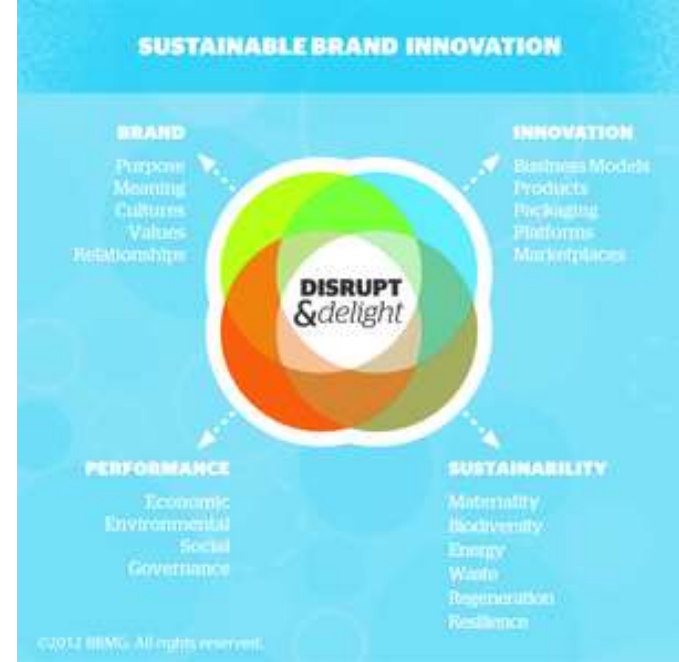 SUSTAINABLE BRAND INNOVATION
BRAND
Purpose
Meaning
Cultures
Values
Relationships
INNOVATION
Business Models
Products
Packaging
Platforms
Marketplaces
DISRUPT
&delight
PERFORMANCE
Economic
Environmental
Social
Governance
SUSTAINABILITY
Materiality
Biodiversity
Energy
Waste
Regeneration
Resilience
©2012 BBMG. All rights reserved.